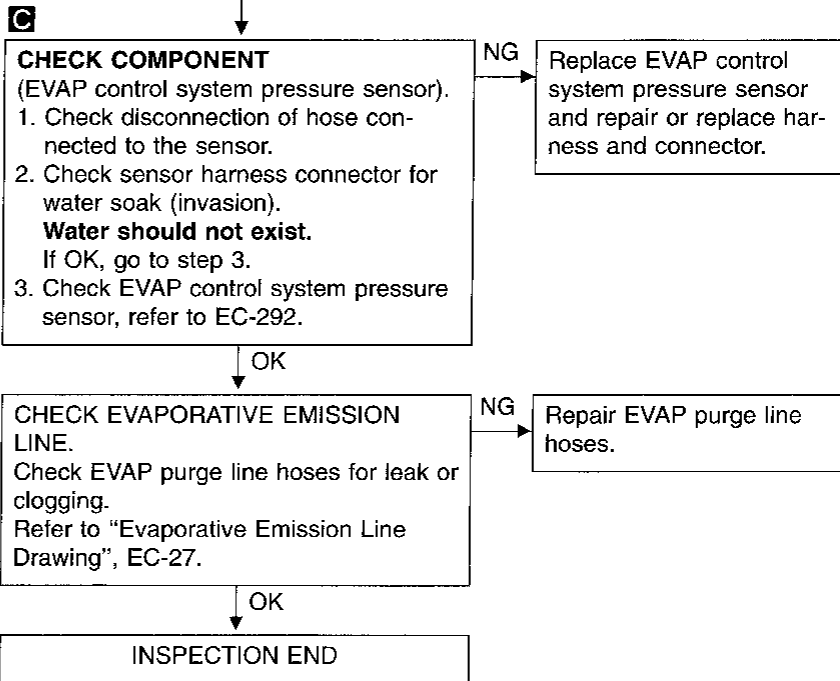 C
CHECK COMPONENT
(EVAP control system pressure sensor).
1. Check disconnection of hose con-
nected to the sensor.
2. Check sensor harness connector for
water soak (invasion).
Water should not exist.
If OK, go to step 3.
3. Check EVAP control system pressure
sensor, refer to EC-292.
NG
Replace EVAP control
system pressure sensor
and repair or replace har-
ness and connector.
OK
CHECK EVAPORATIVE EMISSION
LINE.
Check EVAP purge line hoses for leak or
clogging.
Refer to “Evaporative Emission Line
Drawing”, EC-27.
NG
Repair EVAP purge line
hoses.
OK
INSPECTION END